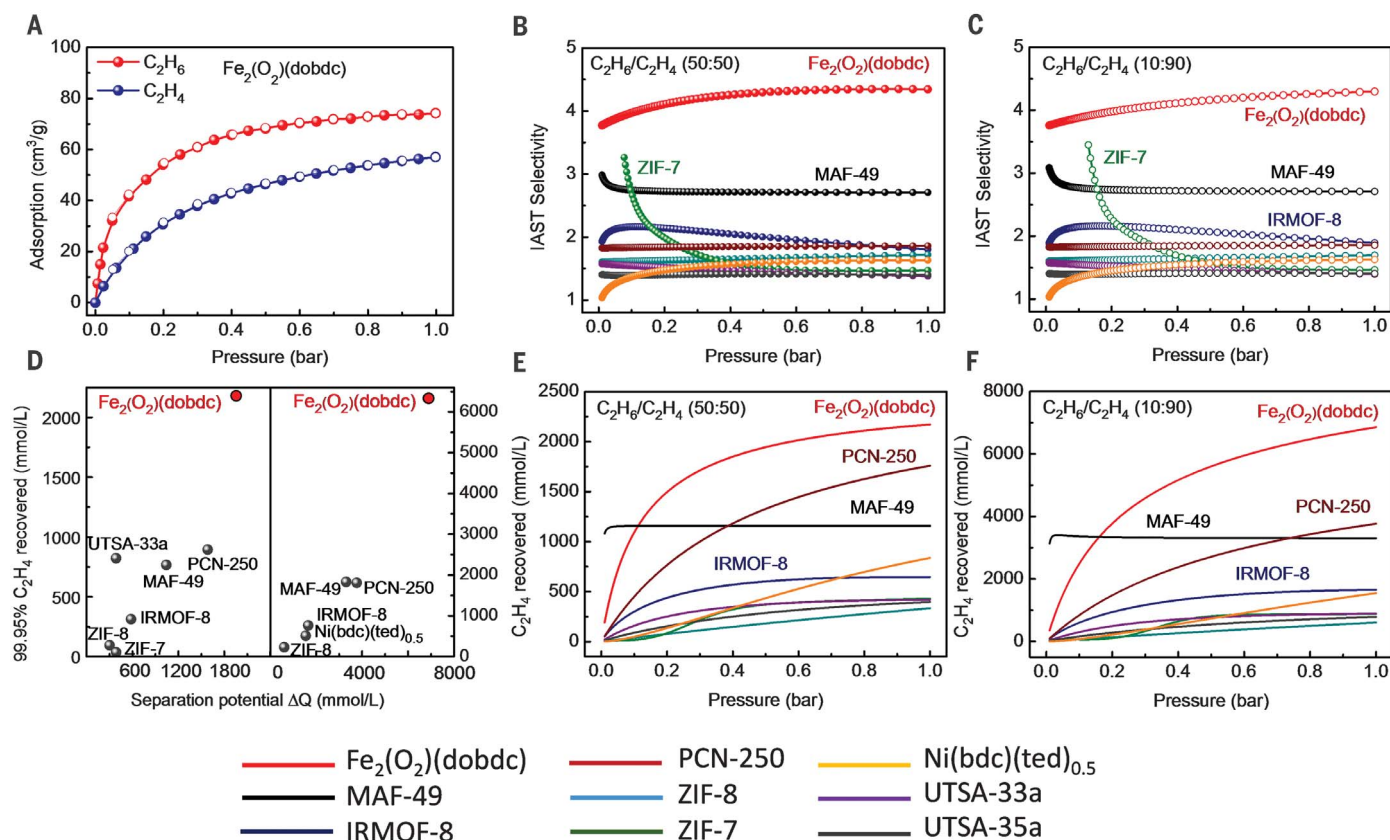 A
100
80
60
40
20
0
Adsorption (cm³/g)
C₂H₆
C₂H₄
Fe₂(O₂)(dobdc)
0.0 0.2 0.4 0.6 0.8 1.0
Pressure (bar)
B
5
4
3
2
1
IAST Selectivity
C₂H₆/C₂H₄ (50:50)
Fe₂(O₂)(dobdc)
ZIF-7
MAF-49
0.0 0.2 0.4 0.6 0.8 1.0
Pressure (bar)
C
5
4
3
2
1
IAST Selectivity
C₂H₆/C₂H₄ (10:90)
Fe₂(O₂)(dobdc)
ZIF-7
MAF-49
IRMOF-8
0.0 0.2 0.4 0.6 0.8 1.0
Pressure (bar)
D
2000
1500
1000
500
0
99.95% C₂H₄ recovered (mmol/L)
Fe₂(O₂)(dobdc)
UTSA-33a
PCN-250
MAF-49
IRMOF-8
ZIF-8
ZIF-7
600 1200 1800
Fe₂(O₂)(dobdc)
MAF-49
PCN-250
IRMOF-8
Ni(bdc)(ted)₀.₅
ZIF-8
0 4000 8000
6000
5000
4000
3000
2000
1000
0
Separation potential ΔQ (mmol/L)
E
2500
2000
1500
1000
500
0
C₂H₄ recovered (mmol/L)
C₂H₆/C₂H₄ (50:50)
Fe₂(O₂)(dobdc)
PCN-250
MAF-49
IRMOF-8
0.0 0.2 0.4 0.6 0.8 1.0
Pressure (bar)
F
8000
6000
4000
2000
0
C₂H₄ recovered (mmol/L)
C₂H₆/C₂H₄ (10:90)
Fe₂(O₂)(dobdc)
MAF-49
PCN-250
IRMOF-8
0.0 0.2 0.4 0.6 0.8 1.0
Pressure (bar)
Fe₂(O₂)(dobdc)
PCN-250
Ni(bdc)(ted)₀.₅
MAF-49
ZIF-8
UTSA-33a
IRMOF-8
ZIF-7
UTSA-35a